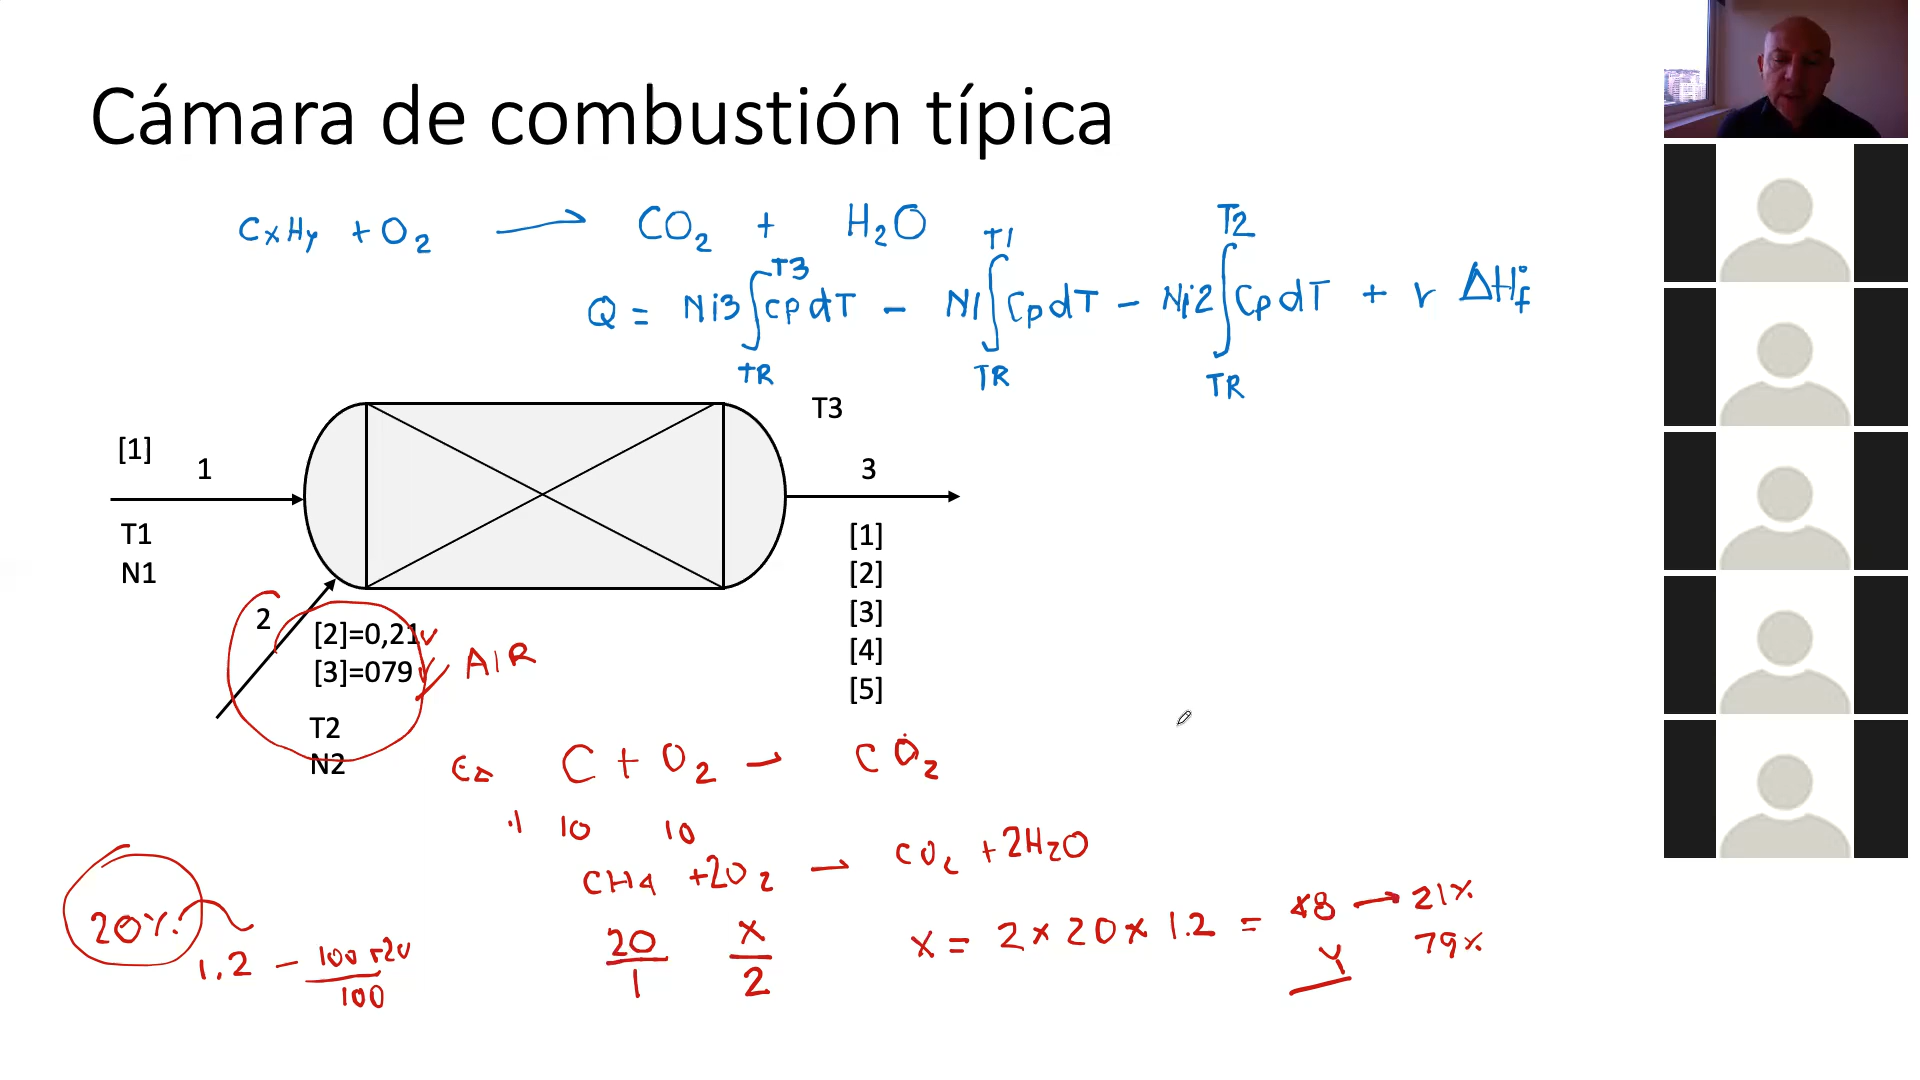 Cámara de combustión típica
CxHy + O2 → CO2 + H2O
T3 T1 T2
Q = Ni3 ∫ cp dT - N1 ∫ Cp dT - Ni2 ∫ Cp dT + r ΔH°f
TR TR TR
T3
[1]
1
3
T1
N1
[1]
[2]
[3]
[4]
[5]
2
[2]=0,21
[3]=079
AIR
T2
N2
C + O2 → CO2
10 10
CH4 + 2O2 → CO2 + 2H2O
20%
1.2 - 100+20
100
20 x
1 2
x = 2 x 20 x 1.2 = 48 → 21%
Y 79%